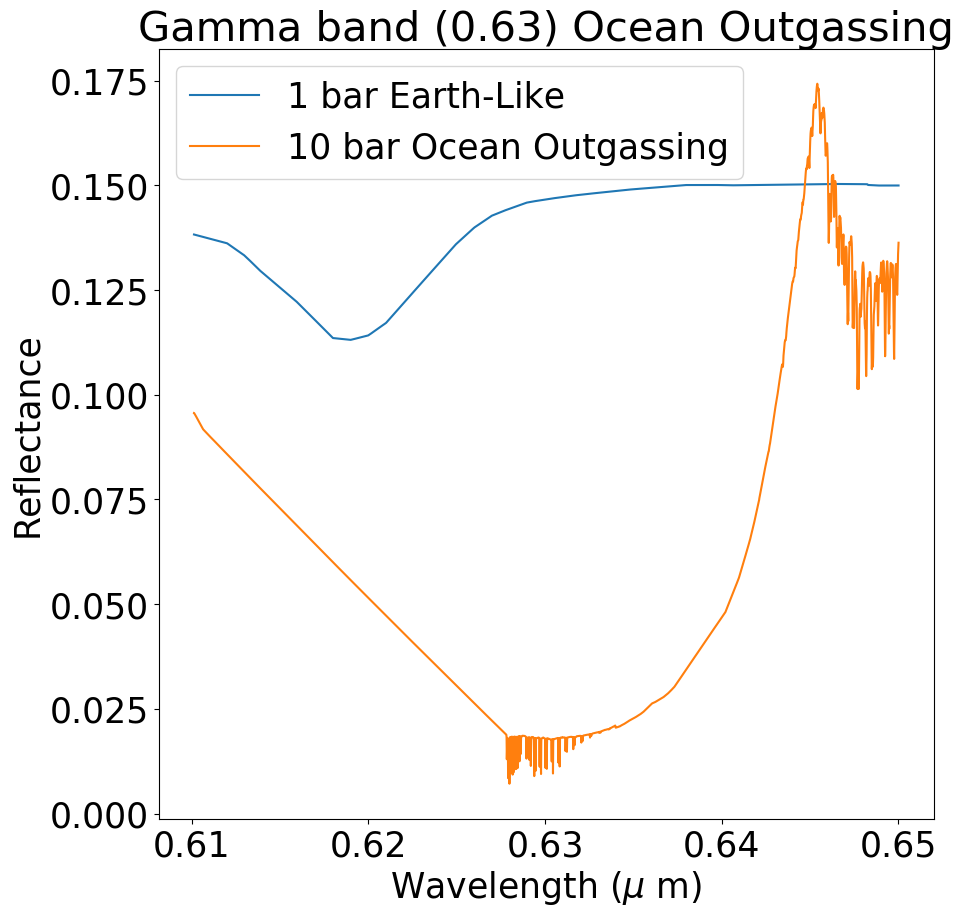 Gamma band (0.63) Ocean Outgassing
1 bar Earth-Like
10 bar Ocean Outgassing
Reflectance
0.175
0.150
0.125
0.100
0.075
0.050
0.025
0.000
0.61 0.62 0.63 0.64 0.65
Wavelength (μ m)